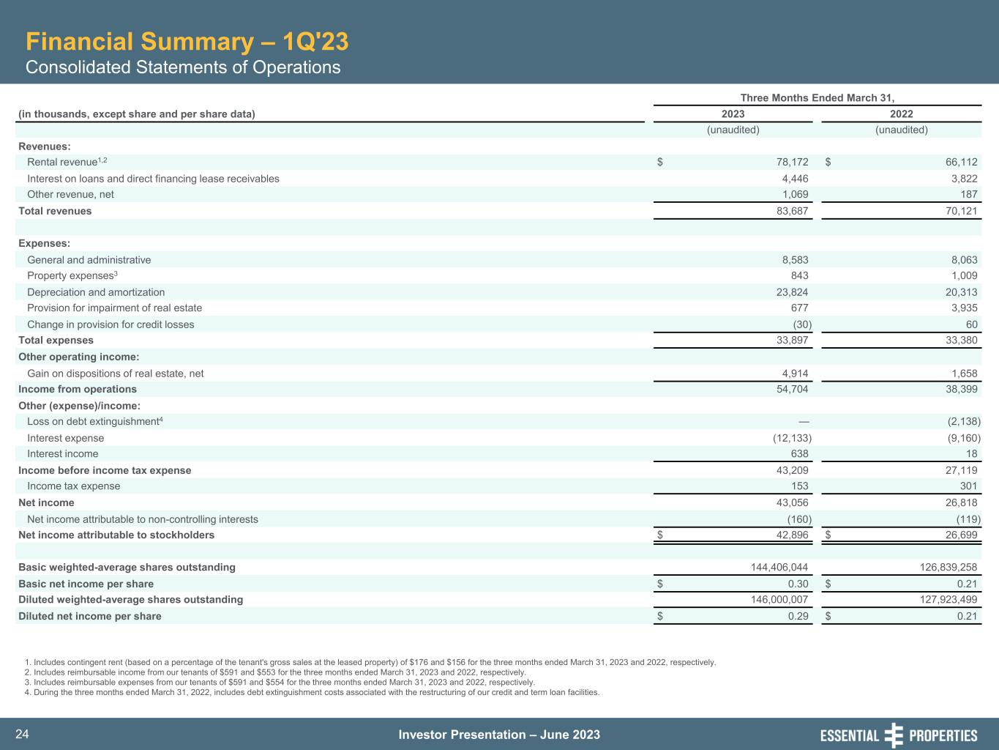 Financial Summary – 1Q'23
Consolidated Statements of Operations
Three Months Ended March 31,
(in thousands, except share and per share data) 2023 2022
(unaudited) (unaudited)
Revenues:
Rental revenue1,2 $ 78,172 $ 66,112
Interest on loans and direct financing lease receivables 4,446 3,822
Other revenue, net 1,069 187
Total revenues 83,687 70,121
Expenses:
General and administrative 8,583 8,063
Property expenses3 843 1,009
Depreciation and amortization 23,824 20,313
Provision for impairment of real estate 677 3,935
Change in provision for credit losses (30) 60
Total expenses 33,897 33,380
Other operating income:
Gain on dispositions of real estate, net 4,914 1,658
Income from operations 54,704 38,399
Other (expense)/income:
Loss on debt extinguishment4 — (2,138)
Interest expense (12,133) (9,160)
Interest income 638 18
Income before income tax expense 43,209 27,119
Income tax expense 153 301
Net income 43,056 26,818
Net income attributable to non-controlling interests (160) (119)
Net income attributable to stockholders $ 42,896 $ 26,699
Basic weighted-average shares outstanding 144,406,044 126,839,258
Basic net income per share $ 0.30 $ 0.21
Diluted weighted-average shares outstanding 146,000,007 127,923,499
Diluted net income per share $ 0.29 $ 0.21
1. Includes contingent rent (based on a percentage of the tenant's gross sales at the leased property) of $176 and $156 for the three months ended March 31, 2023 and 2022, respectively.
2. Includes reimbursable income from our tenants of $591 and $553 for the three months ended March 31, 2023 and 2022, respectively.
3. Includes reimbursable expenses from our tenants of $591 and $554 for the three months ended March 31, 2023 and 2022, respectively.
4. During the three months ended March 31, 2022, includes debt extinguishment costs associated with the restructuring of our credit and term loan facilities.
24 Investor Presentation – June 2023 ESSENTIAL PROPERTIES